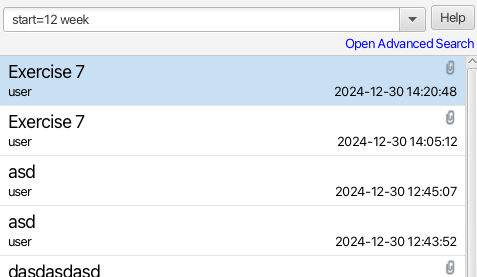 start=12 week
Help
Open Advanced Search
Exercise 7
user 2024-12-30 14:20:48
Exercise 7
user 2024-12-30 14:05:12
asd
user 2024-12-30 12:45:07
asd
user 2024-12-30 12:43:52
dasdasdasd